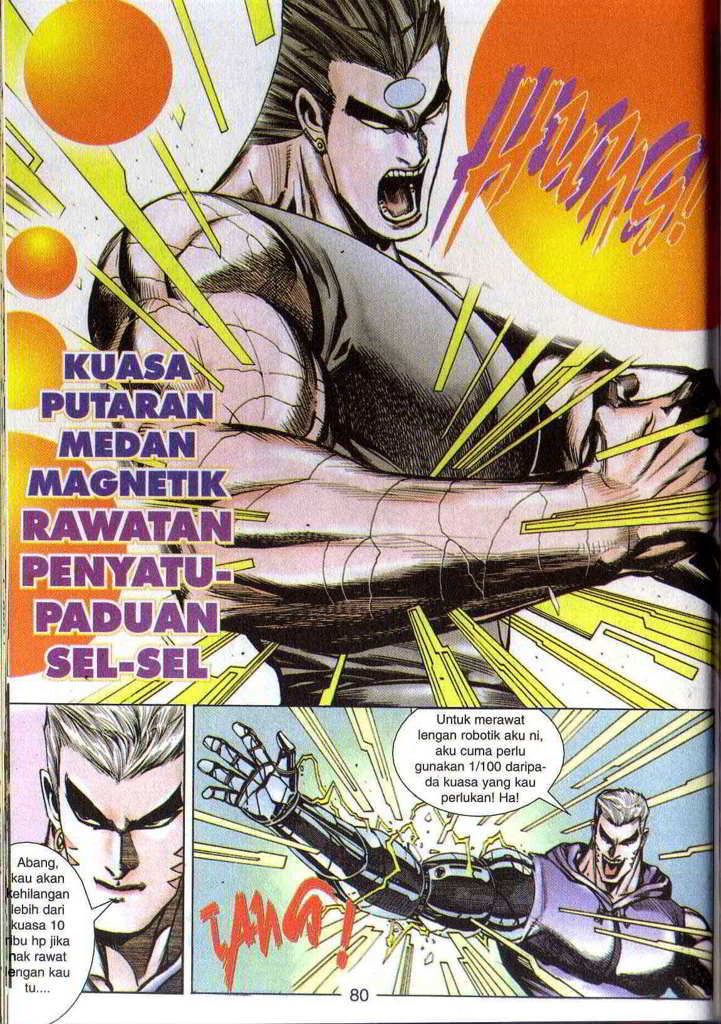 Hung!!
KUASA
PUTARAN
MEDAN
MAGNETIK
RAWATAN
PENYATU-
PADUAN
SEL-SEL
Abang,
kau akan
kehilangan
lebih dari
kuasa 10
ribu hp jika
nak rawat
lengan kau
tu....
Untuk merawat
lengan robotik aku ni,
aku cuma perlu
gunakan 1/100 daripa-
da kuasa yang kau
perlukan! Ha!
TANG!
80